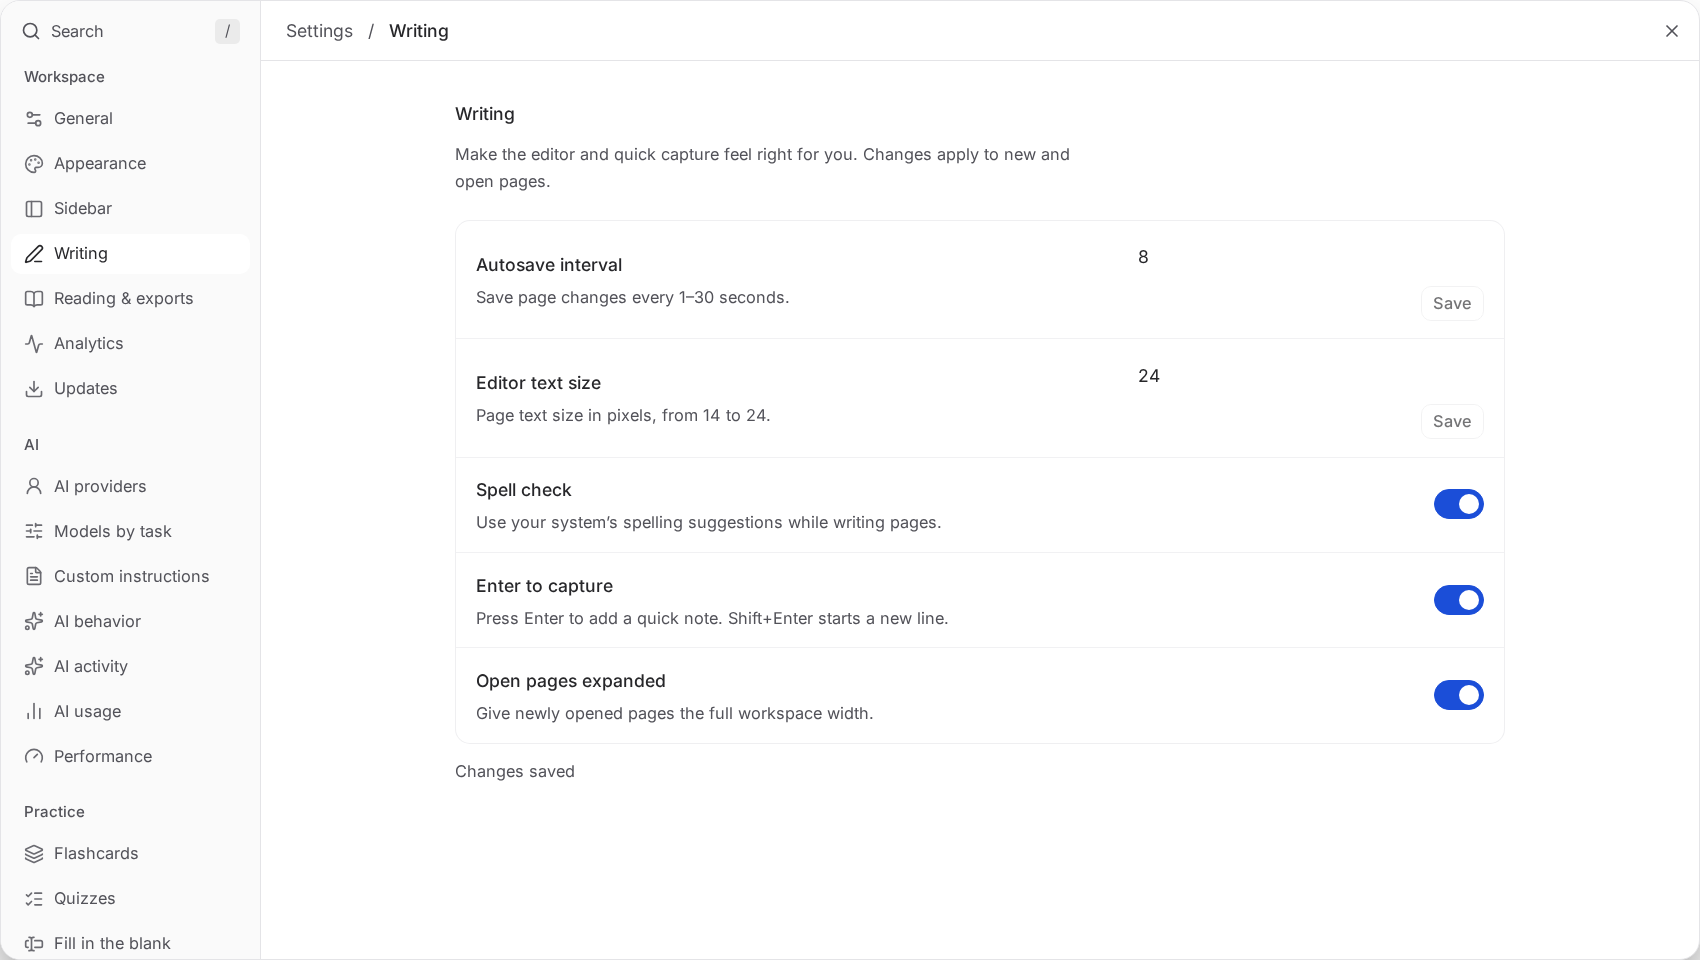 Search
/
Workspace
General
Appearance
Sidebar
Writing
Reading & exports
Analytics
Updates
AI
AI providers
Models by task
Custom instructions
AI behavior
AI activity
AI usage
Performance
Practice
Flashcards
Quizzes
Fill in the blank
Settings / Writing
Writing
Make the editor and quick capture feel right for you. Changes apply to new and
open pages.
Autosave interval
Save page changes every 1–30 seconds.
8
Save
Editor text size
Page text size in pixels, from 14 to 24.
24
Save
Spell check
Use your system’s spelling suggestions while writing pages.
Enter to capture
Press Enter to add a quick note. Shift+Enter starts a new line.
Open pages expanded
Give newly opened pages the full workspace width.
Changes saved